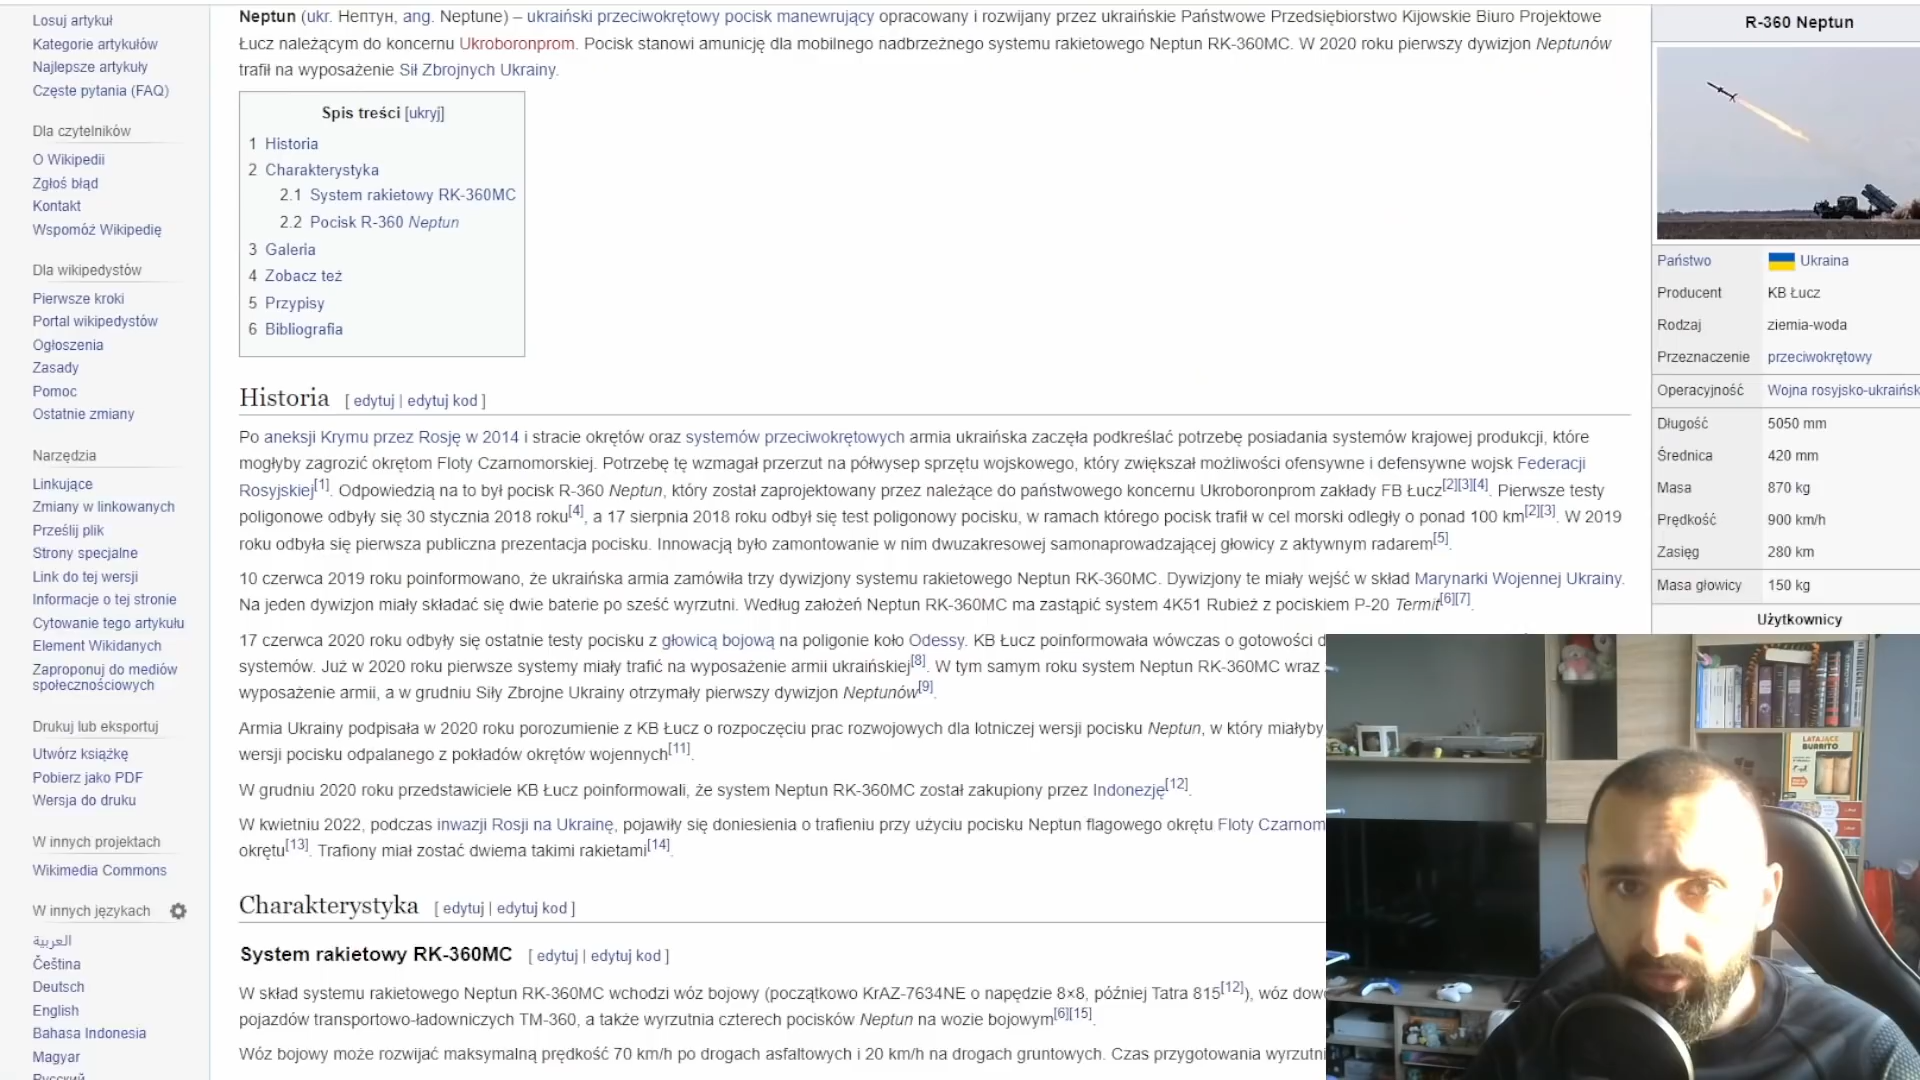 Losuj artykuł
Kategorie artykułów
Najlepsze artykuły
Częste pytania (FAQ)
Dla czytelników
O Wikipedii
Zgłoś błąd
Kontakt
Wspomóż Wikipedię
Dla wikipedystów
Pierwsze kroki
Portal wikipedystów
Ogłoszenia
Zasady
Pomoc
Ostatnie zmiany
Narzędzia
Linkujące
Zmiany w linkowanych
Prześlij plik
Strony specjalne
Link do tej wersji
Informacje o tej stronie
Cytowanie tego artykułu
Element Wikidanych
Zaproponuj do mediów
społecznościowych
Drukuj lub eksportuj
Utwórz książkę
Pobierz jako PDF
Wersja do druku
W innych projektach
Wikimedia Commons
W innych językach
العربية
Čeština
Deutsch
English
Bahasa Indonesia
Magyar
Русский
Neptun (ukr. Нептун, ang. Neptune) – ukraiński przeciwokrętowy pocisk manewrujący opracowany i rozwijany przez ukraińskie Państwowe Przedsiębiorstwo Kijowskie Biuro Projektowe
Łucz należącym do koncernu Ukroboronprom. Pocisk stanowi amunicję dla mobilnego nadbrzeżnego systemu rakietowego Neptun RK-360MC. W 2020 roku pierwszy dywizjon Neptunów
trafił na wyposażenie Sił Zbrojnych Ukrainy.
Spis treści [ukryj]
1 Historia
2 Charakterystyka
2.1 System rakietowy RK-360MC
2.2 Pocisk R-360 Neptun
3 Galeria
4 Zobacz też
5 Przypisy
6 Bibliografia
Historia [ edytuj | edytuj kod ]
Po aneksji Krymu przez Rosję w 2014 i stracie okrętów oraz systemów przeciwokrętowych armia ukraińska zaczęła podkreślać potrzebę posiadania systemów krajowej produkcji, które
mogłyby zagrozić okrętom Floty Czarnomorskiej. Potrzebę tę wzmagał przerzut na półwysep sprzętu wojskowego, który zwiększał możliwości ofensywne i defensywne wojsk Federacji
Rosyjskiej[1]. Odpowiedzią na to był pocisk R-360 Neptun, który został zaprojektowany przez należące do państwowego koncernu Ukroboronprom zakłady FB Łucz[2][3][4]. Pierwsze testy
poligonowe odbyły się 30 stycznia 2018 roku[4], a 17 sierpnia 2018 roku odbył się test poligonowy pocisku, w ramach którego pocisk trafił w cel morski odległy o ponad 100 km[2][3]. W 2019
roku odbyła się pierwsza publiczna prezentacja pocisku. Innowacją było zamontowanie w nim dwuzakresowej samonaprowadzającej głowicy z aktywnym radarem[5].
10 czerwca 2019 roku poinformowano, że ukraińska armia zamówiła trzy dywizjony systemu rakietowego Neptun RK-360MC. Dywizjony te miały wejść w skład Marynarki Wojennej Ukrainy.
Na jeden dywizjon miały składać się dwie baterie po sześć wyrzutni. Według założeń Neptun RK-360MC ma zastąpić system 4K51 Rubież z pociskiem P-20 Termit[6][7].
17 czerwca 2020 roku odbyły się ostatnie testy pocisku z głowicą bojową na poligonie koło Odessy. KB Łucz poinformowała wówczas o gotowości d
systemów. Już w 2020 roku pierwsze systemy miały trafić na wyposażenie armii ukraińskiej[8]. W tym samym roku system Neptun RK-360MC wraz
wyposażenie armii, a w grudniu Siły Zbrojne Ukrainy otrzymały pierwszy dywizjon Neptunów[9].
Armia Ukrainy podpisała w 2020 roku porozumienie z KB Łucz o rozpoczęciu prac rozwojowych dla lotniczej wersji pocisku Neptun, w który miałyby
wersji pocisku odpalanego z pokładów okrętów wojennych[11].
W grudniu 2020 roku przedstawiciele KB Łucz poinformowali, że system Neptun RK-360MC został zakupiony przez Indonezję[12].
W kwietniu 2022, podczas inwazji Rosji na Ukrainę, pojawiły się doniesienia o trafieniu przy użyciu pocisku Neptun flagowego okrętu Floty Czarnom
okrętu[13]. Trafiony miał zostać dwiema takimi rakietami[14].
Charakterystyka [ edytuj | edytuj kod ]
System rakietowy RK-360MC [ edytuj | edytuj kod ]
W skład systemu rakietowego Neptun RK-360MC wchodzi wóz bojowy (początkowo KrAZ-7634NE o napędzie 8×8, później Tatra 815[12]), wóz dowo
pojazdów transportowo-ładowniczych TM-360, a także wyrzutnia czterech pocisków Neptun na wozie bojowym[6][15].
Wóz bojowy może rozwijać maksymalną prędkość 70 km/h po drogach asfaltowych i 20 km/h na drogach gruntowych. Czas przygotowania wyrzutni
R-360 Neptun
Państwo Ukraina
Producent KB Łucz
Rodzaj ziemia-woda
Przeznaczenie przeciwokrętowy
Operacyjność Wojna rosyjsko-ukraińsk
Długość 5050 mm
Średnica 420 mm
Masa 870 kg
Prędkość 900 km/h
Zasięg 280 km
Masa głowicy 150 kg
Użytkownicy
LATAJĄCE
BURRITO